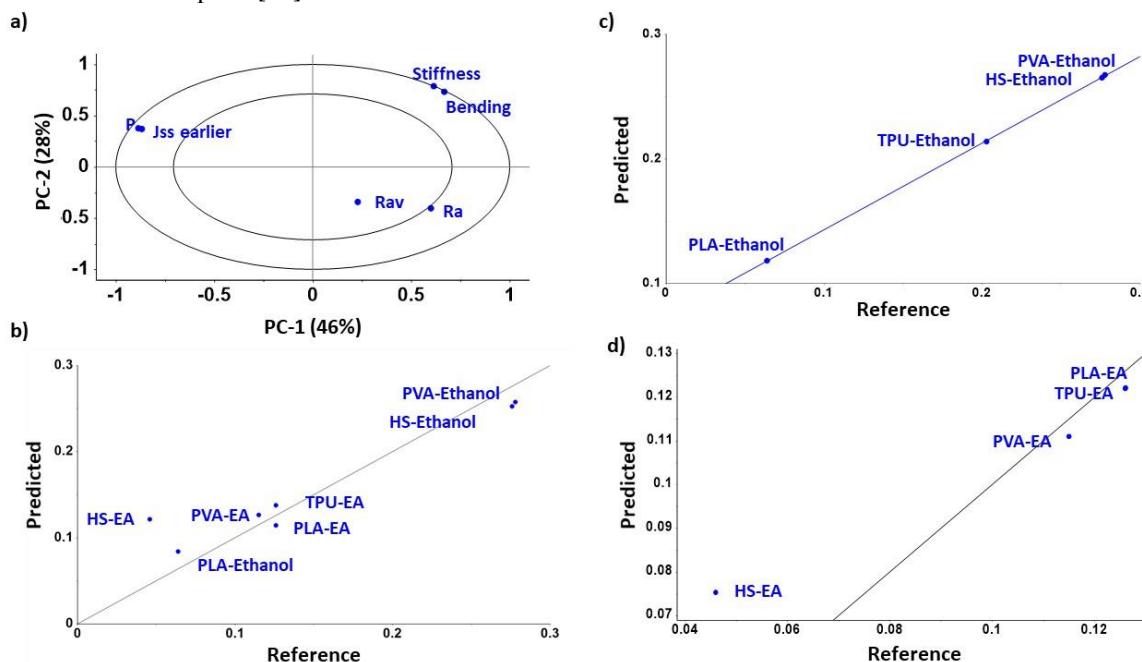 a)
1
0.5
0
0.5
-1
PC-2 (28%)
Stiffness
Bending
P
Jss earlier
Rav
Ra
-1
-0.5
0
0.5
1
PC-1 (46%)
b)
0.3
0.2
0.1
0
Predicted
PVA-Ethanol
HS-Ethanol
TPU-EA
HS-EA
PVA-EA
PLA-EA
PLA-Ethanol
0
0.1
0.2
0.3
Reference
c)
0.3
0.2
0.1
Predicted
PVA-Ethanol
HS-Ethanol
TPU-Ethanol
PLA-Ethanol
0
0.1
0.2
Reference
d)
0.13
0.12
0.11
0.1
0.09
0.08
0.07
Predicted
PLA-EA
TPU-EA
PVA-EA
HS-EA
0.04
0.06
0.08
0.1
0.12
Reference